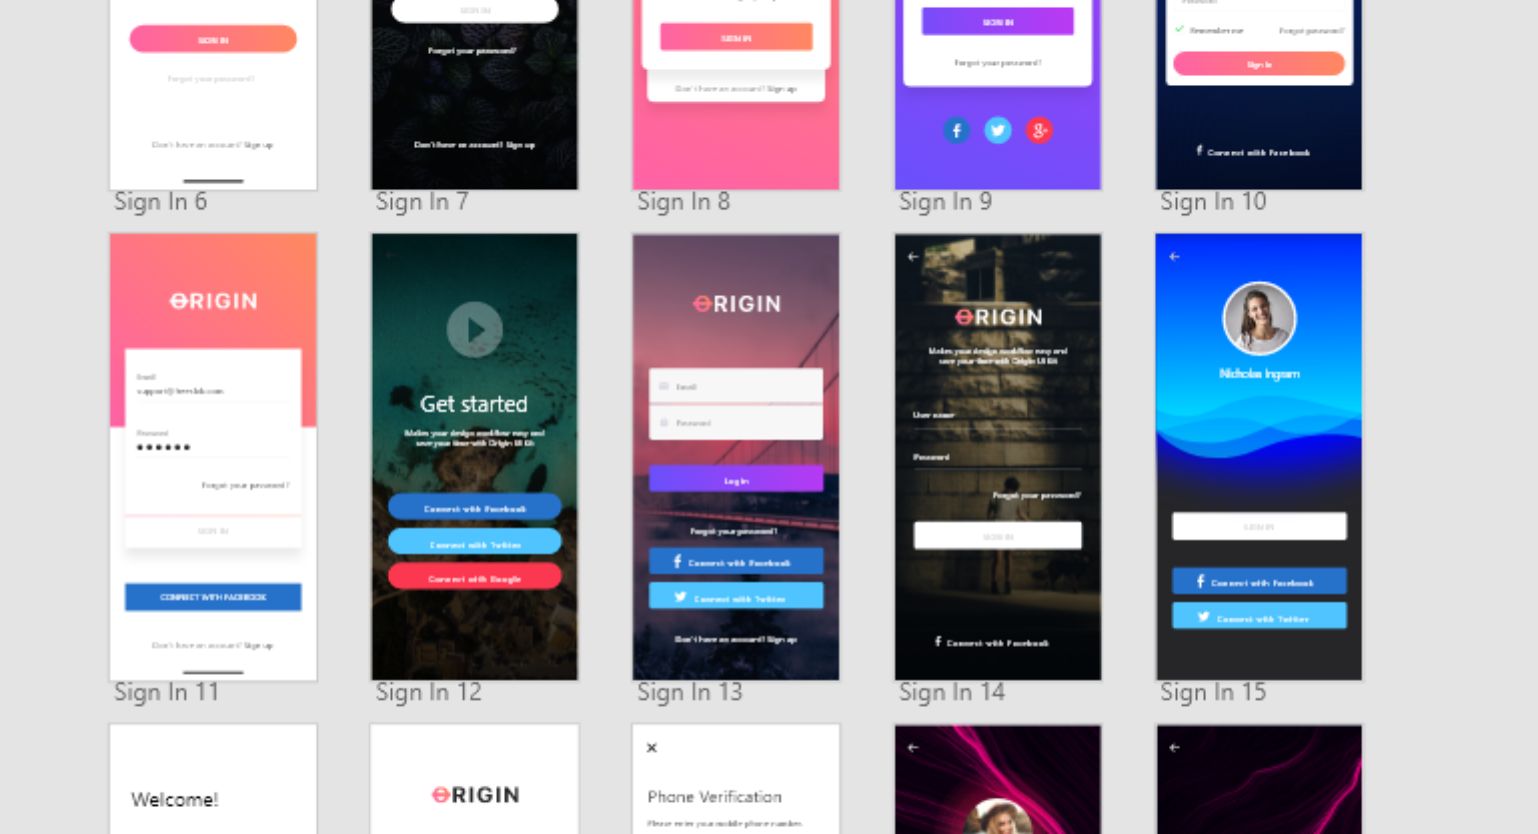 SIGN IN
Forgot your password?
Don't have an account? Sign up
SIGN IN
Forgot your password?
Don't have an account? Sign up
SIGN IN
Don't have an account? Sign up
SIGN IN
Forgot your password?
Password
Remember me
Forgot password?
Sign In
Connect with Facebook
Sign In 6
Sign In 7
Sign In 8
Sign In 9
Sign In 10
ORIGIN
Email
Password
Forgot your password?
SIGN IN
CONNECT WITH FACEBOOK
Don't have an account? Sign up
Get started
Makes your design workflow easy and
save your time with Origin UI Kit
Connect with Facebook
Connect with Twitter
Connect with Google
ORIGIN
Email
Password
Log In
Forgot your password?
Connect with Facebook
Connect with Twitter
Don't have an account? Sign up
ORIGIN
Makes your design workflow easy and
save your time with Origin UI Kit
User name
Password
Forgot your password?
SIGN IN
Connect with Facebook
Nicholas Ingram
SIGN IN
Connect with Facebook
Connect with Twitter
Sign In 11
Sign In 12
Sign In 13
Sign In 14
Sign In 15
Welcome!
ORIGIN
Phone Verification
Please enter your mobile phone number.